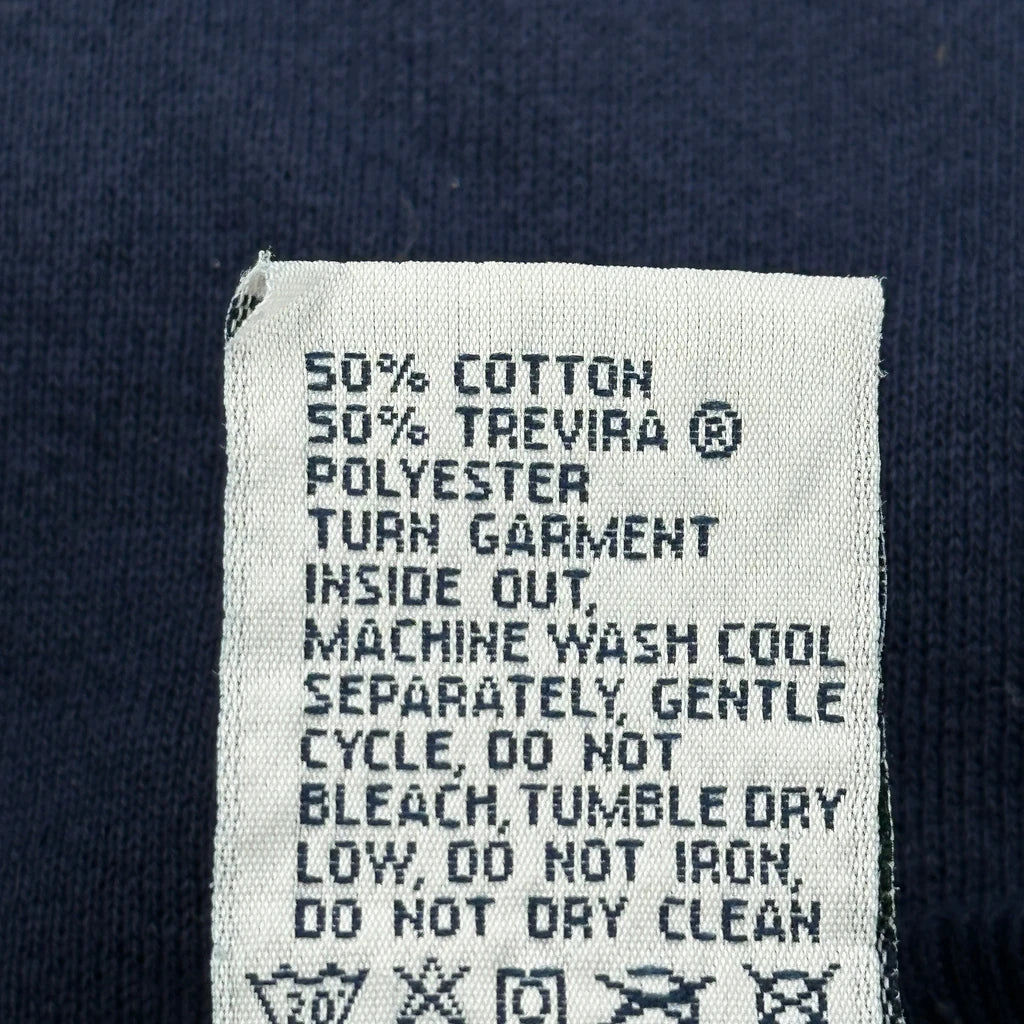 50% COTTON
50% TREVIRA ®
POLYESTER
TURN GARMENT
INSIDE OUT,
MACHINE WASH COOL
SEPARATELY, GENTLE
CYCLE, DO NOT
BLEACH, TUMBLE DRY
LOW, DO NOT IRON,
DO NOT DRY CLEAN